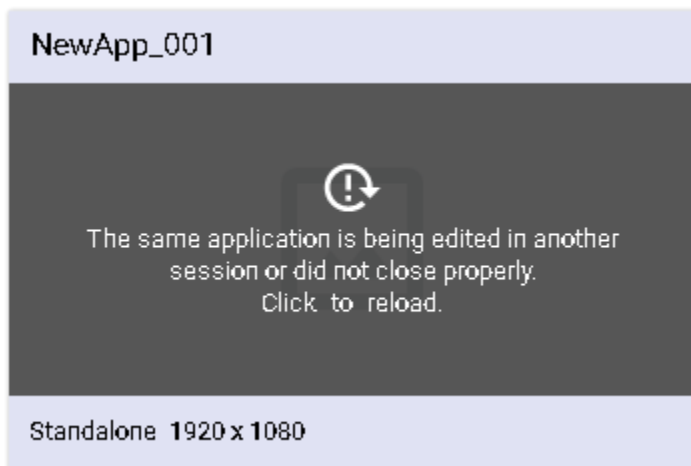 NewApp_001
The same application is being edited in another
session or did not close properly.
Click to reload.
Standalone 1920 x 1080